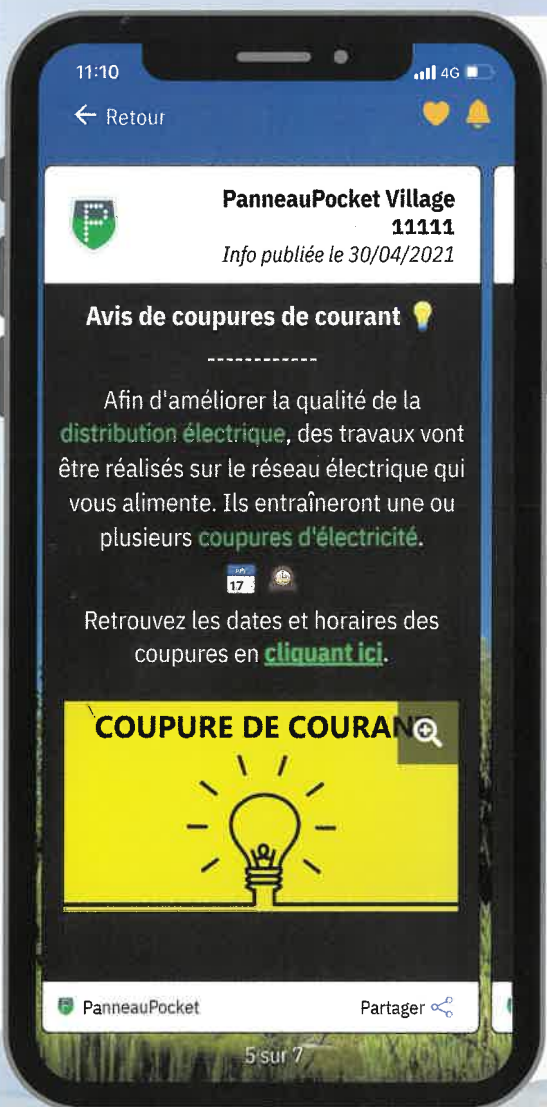 11:10
4G
← Retour
PanneauPocket Village
11111
Info publiée le 30/04/2021
Avis de coupures de courant
------------
Afin d'améliorer la qualité de la
distribution électrique, des travaux vont
être réalisés sur le réseau électrique qui
vous alimente. Ils entraîneront une ou
plusieurs coupures d'électricité.
17
Retrouvez les dates et horaires des
coupures en cliquant ici.
COUPURE DE COURAN
PanneauPocket
Partager
5 sur 7